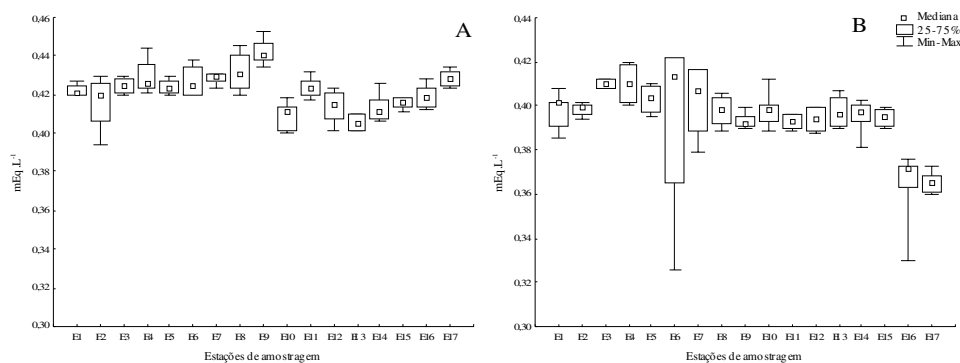 A
0,46
0,44
0,42
0,40
0,38
0,36
0,34
0,32
0,30
mEq.L-1
E1 E2 E3 E4 E5 E6 E7 E8 E9 E10 E11 E12 E13 E14 E15 E16 E17
Estações de amostragem
B
Mediana
25-75%
Min-Max
0,44
0,42
0,40
0,38
0,36
0,34
0,32
0,30
mEq.L-1
E1 E2 E3 E4 E5 E6 E7 E8 E9 E10 E11 E12 E13 E14 E15 E16 E17
Estações de amostragem